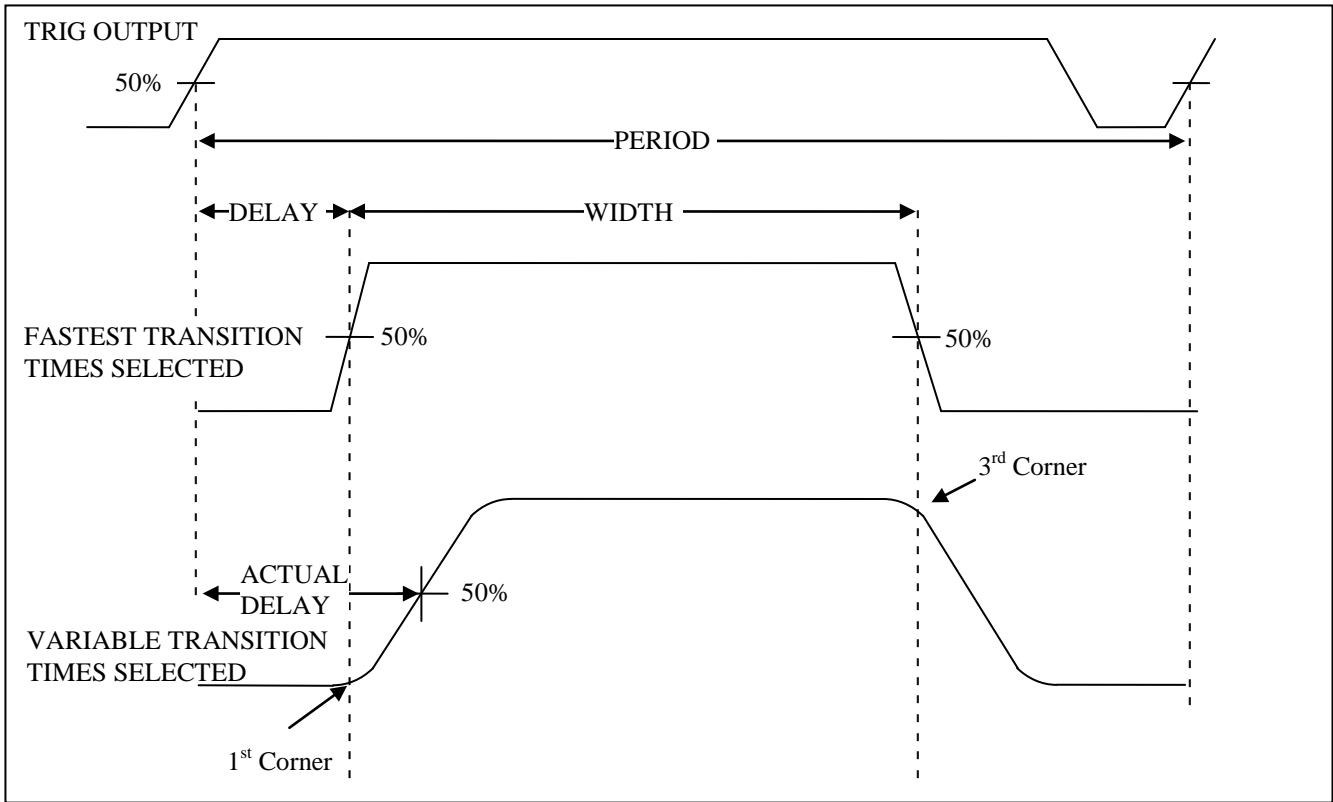 TRIG OUTPUT
50%
PERIOD
DELAY
WIDTH
FASTEST TRANSITION
TIMES SELECTED
50%
50%
3rd Corner
ACTUAL
DELAY
50%
VARIABLE TRANSITION
TIMES SELECTED
1st Corner